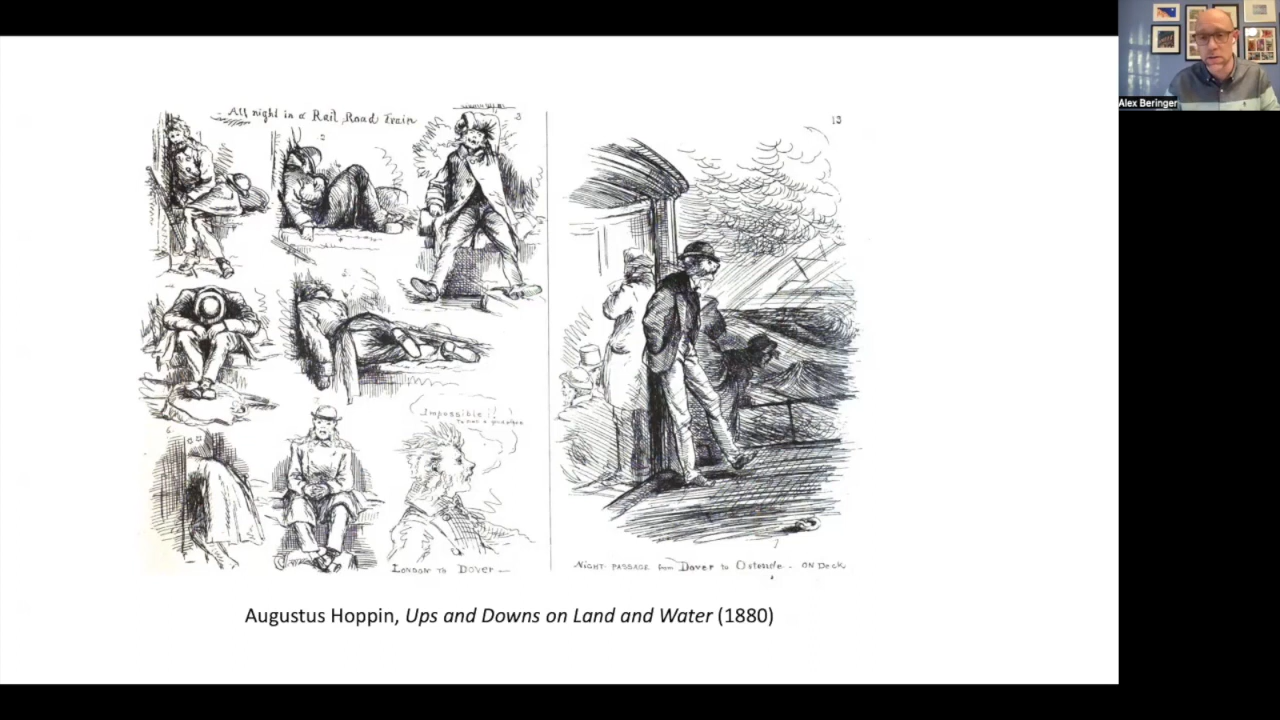 Alex Beringer
All night in a Rail Road Train
3
13
Impossible !!
LONDON TO DOVER —
NIGHT PASSAGE from Dover to Ostende - ON Deck
Augustus Hoppin, Ups and Downs on Land and Water (1880)